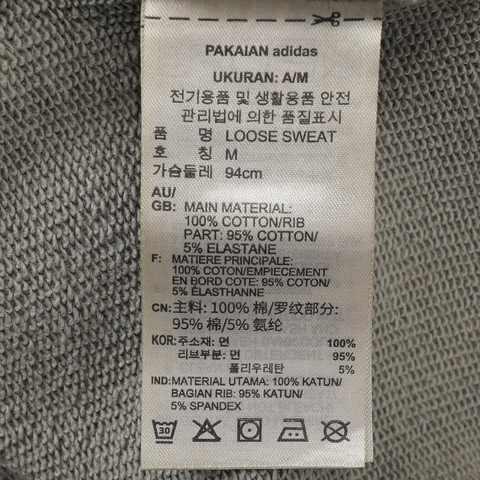 PAKAIAN adidas
UKURAN: A/M
전기용품 및 생활용품 안전
관리법에 의한 품질표시
품 명 LOOSE SWEAT
호 칭 M
가슴둘레 94cm
AU/
GB: MAIN MATERIAL:
100% COTTON/RIB
PART: 95% COTTON/
5% ELASTANE
F: MATIERE PRINCIPALE:
100% COTON/EMPIECEMENT
EN BORD COTE: 95% COTON/
5% ÉLASTHANNE
CN: 主料: 100% 棉/罗纹部分:
95% 棉/5% 氨纶
KOR: 주소재: 면 100%
리브부분: 면 95%
폴리우레탄 5%
IND: MATERIAL UTAMA: 100% KATUN/
BAGIAN RIB: 95% KATUN/
5% SPANDEX
30